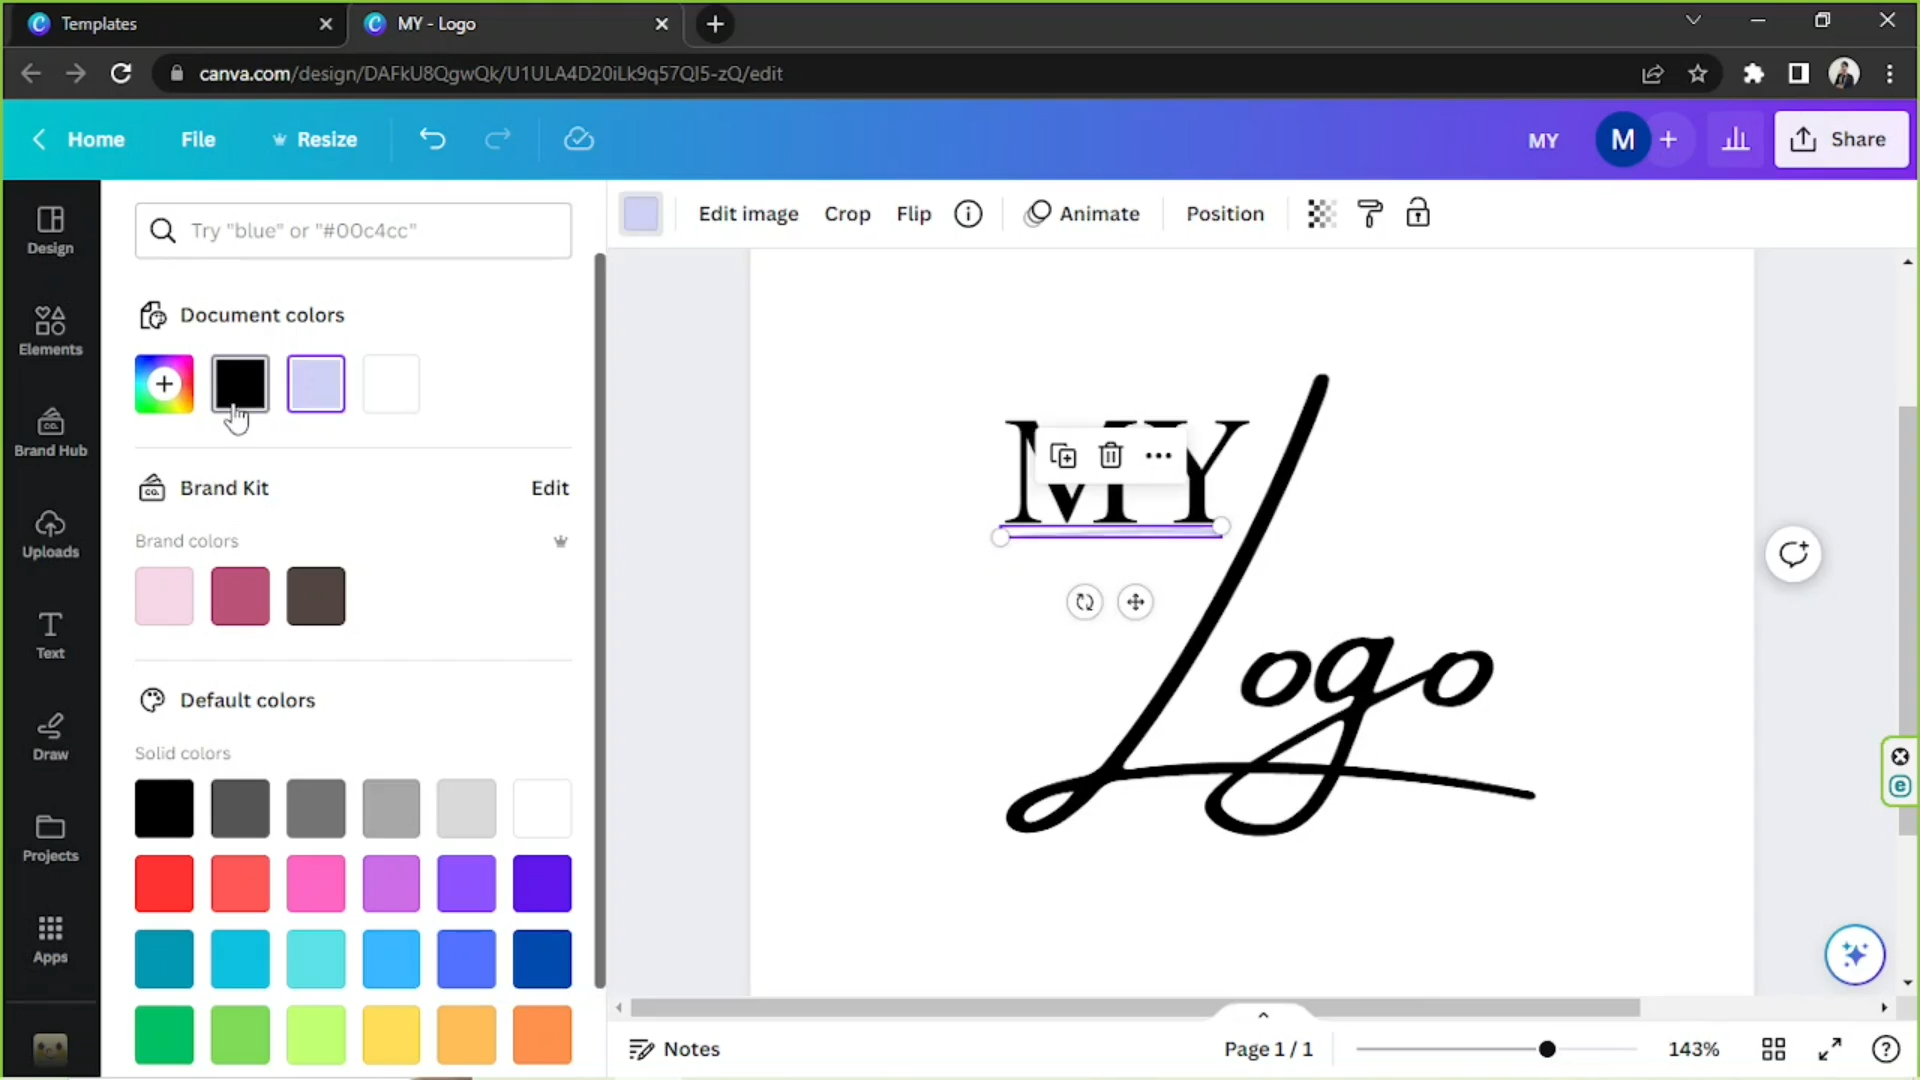 Templates
MY - Logo
canva.com/design/DAFkU8QgwQk/U1ULA4D20iLk9q57QI5-zQ/edit
Home
File
Resize
MY
M
Share
Design
Elements
Brand Hub
Uploads
Text
Draw
Projects
Apps
Try "blue" or "#00c4cc"
Document colors
Brand Kit
Edit
Brand colors
Default colors
Solid colors
Edit image
Crop
Flip
Animate
Position
MY
Logo
Notes
Page 1 / 1
143%